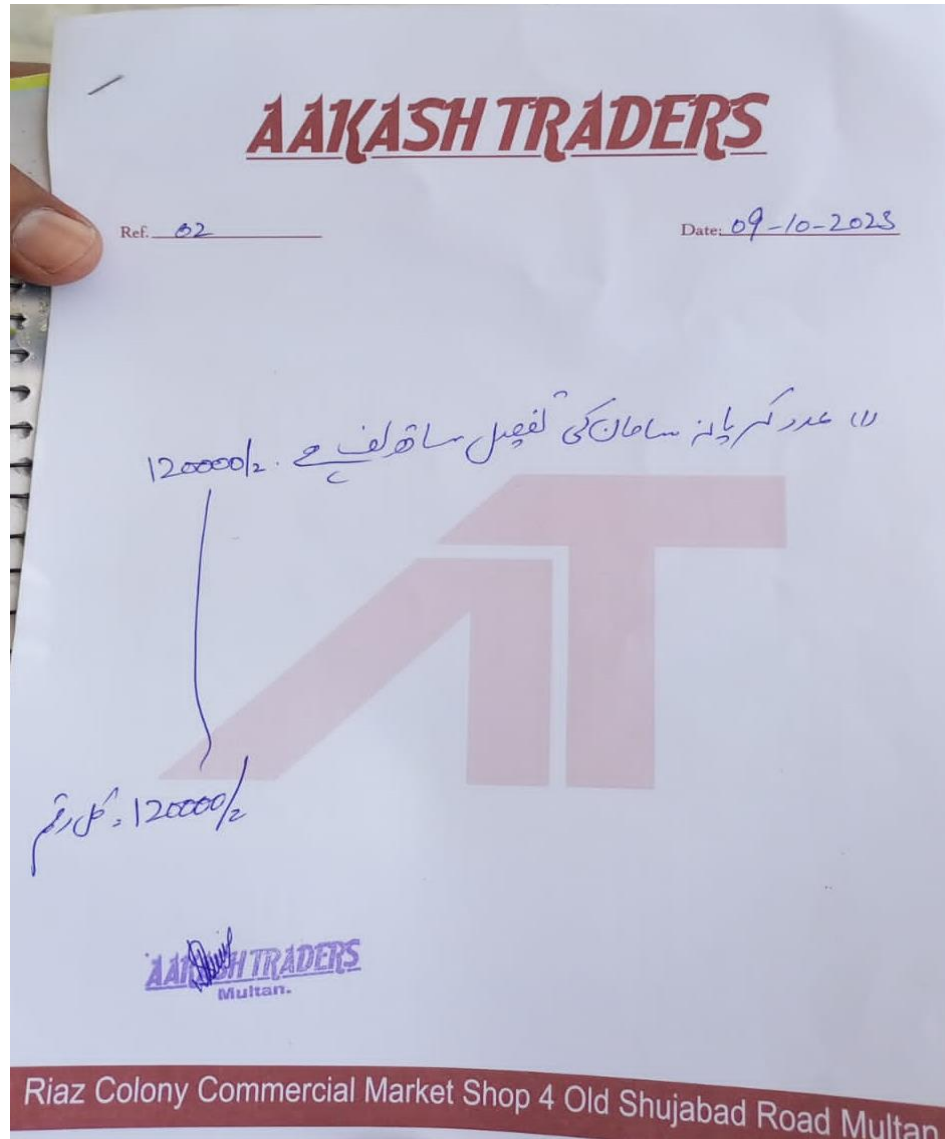 AAKASH TRADERS
Ref. 02
Date: 09-10-2023
(1) عدد کریانہ سامان کی تفصیل ساتھ لف ہے۔ 120000/=
کل رقم = 120000/=
AAKASH TRADERS
Multan.
Riaz Colony Commercial Market Shop 4 Old Shujabad Road Multan